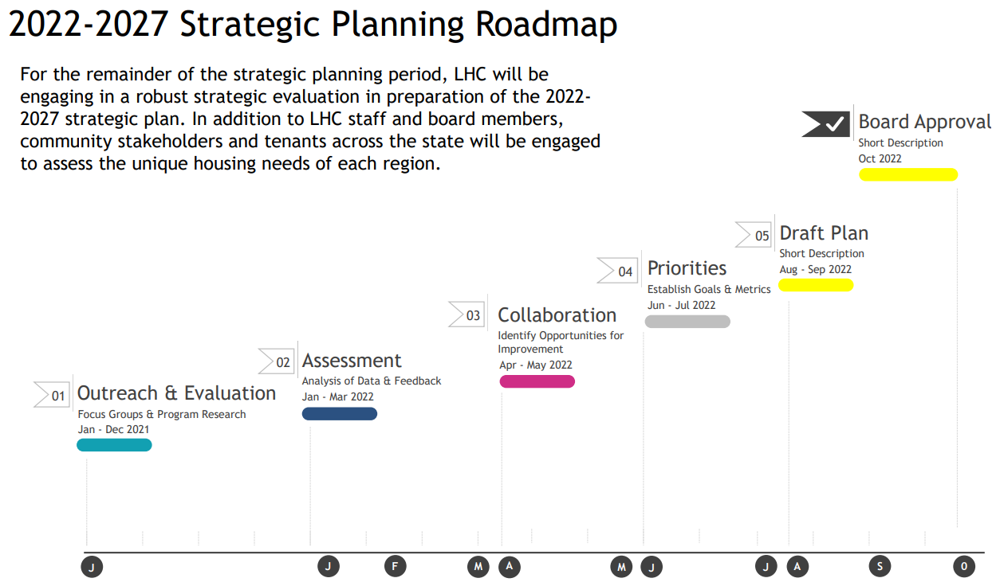 2022-2027 Strategic Planning Roadmap
For the remainder of the strategic planning period, LHC will be
engaging in a robust strategic evaluation in preparation of the 2022-
2027 strategic plan. In addition to LHC staff and board members,
community stakeholders and tenants across the state will be engaged
to assess the unique housing needs of each region.
01
Outreach & Evaluation
Focus Groups & Program Research
Jan - Dec 2021
02
Assessment
Analysis of Data & Feedback
Jan - Mar 2022
03
Collaboration
Identify Opportunities for
Improvement
Apr - May 2022
04
Priorities
Establish Goals & Metrics
Jun - Jul 2022
05
Draft Plan
Short Description
Aug - Sep 2022
Board Approval
Short Description
Oct 2022
J J F M A M J J A S O